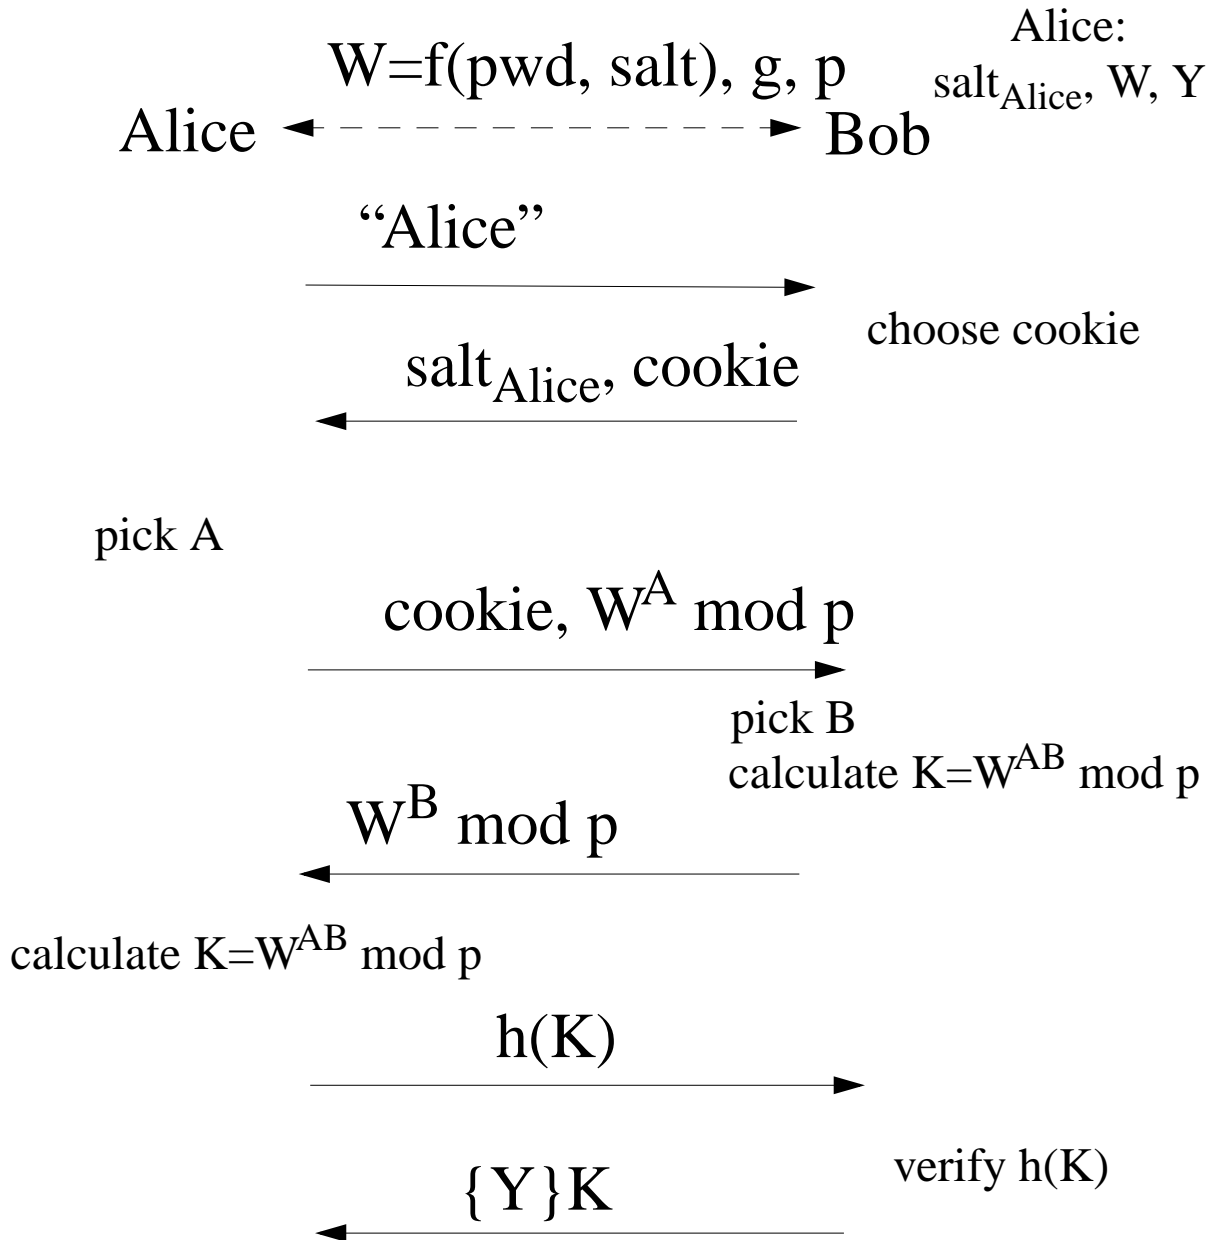 Alice:
W=f(pwd, salt), g, p
salt_Alice, W, Y
Alice
Bob
“Alice”
choose cookie
salt_Alice, cookie
pick A
cookie, W^A mod p
pick B
calculate K=W^AB mod p
W^B mod p
calculate K=W^AB mod p
h(K)
verify h(K)
{Y}K